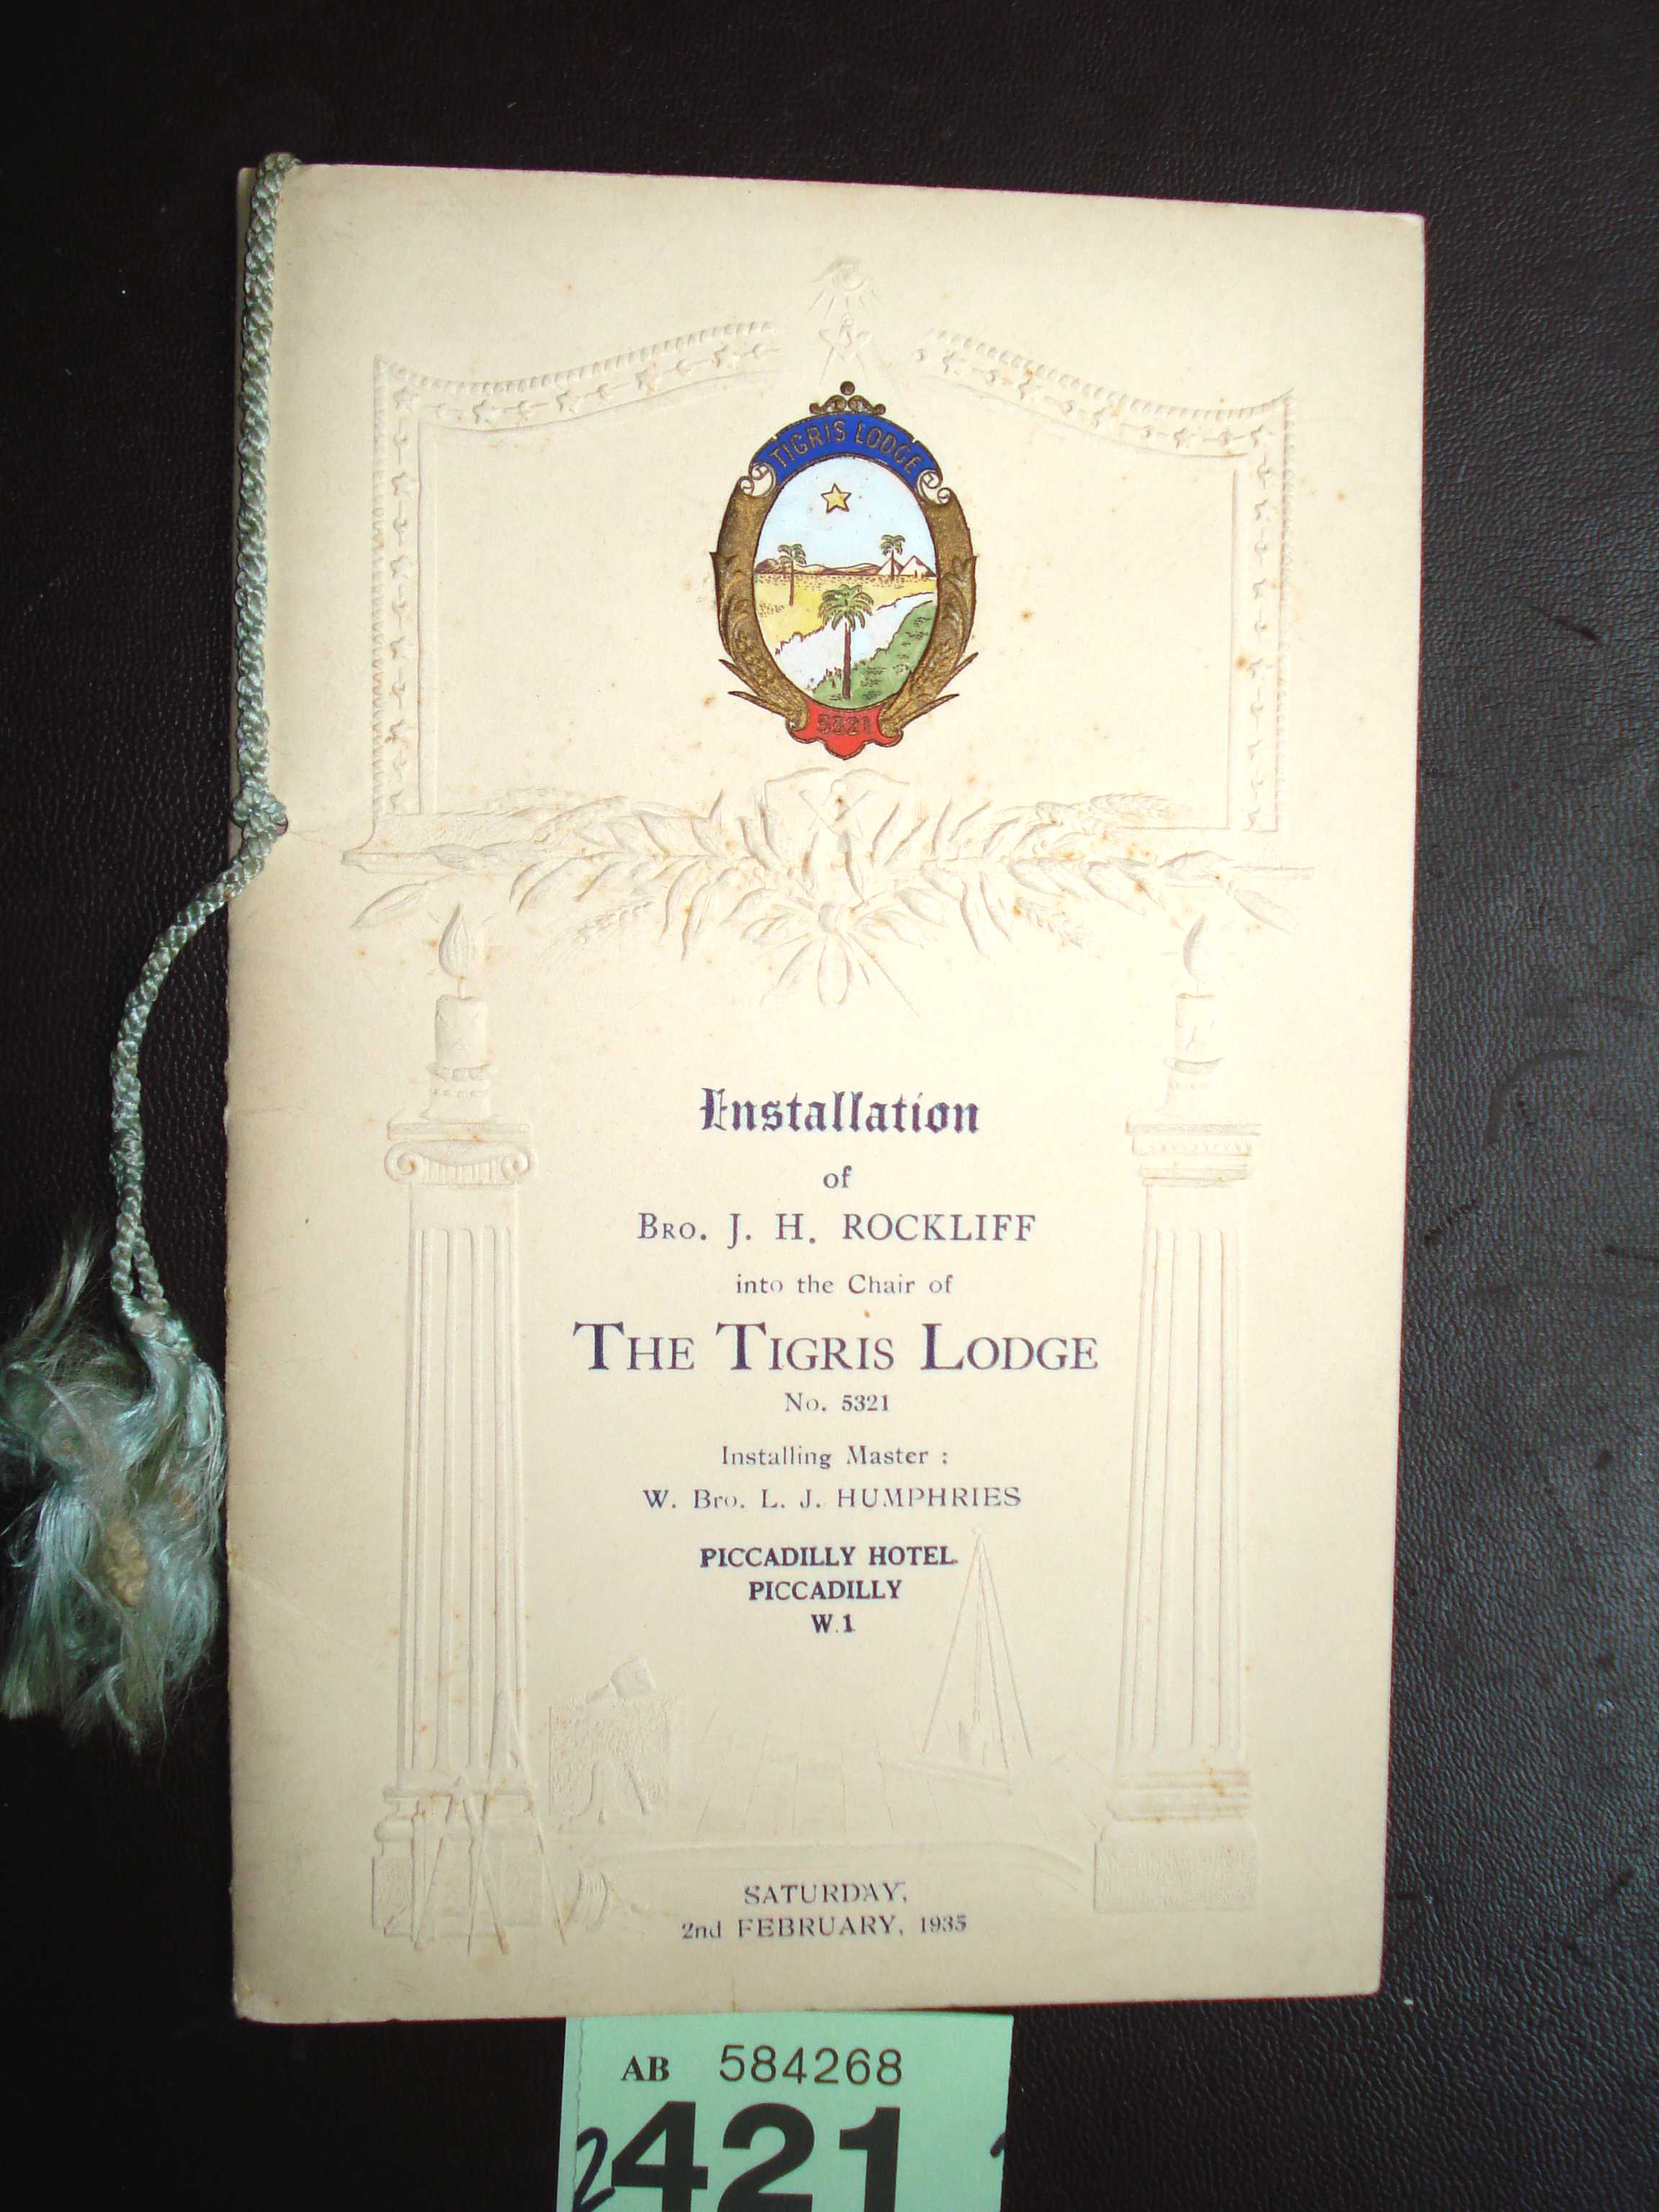 TIGRIS LODGE
5321
Installation
of
BRO. J. H. ROCKLIFF
into the Chair of
THE TIGRIS LODGE
No. 5321
Installing Master :
W. Bro. L. J. HUMPHRIES
PICCADILLY HOTEL
PICCADILLY
W.1
SATURDAY,
2nd FEBRUARY, 1935
AB 584268
2421